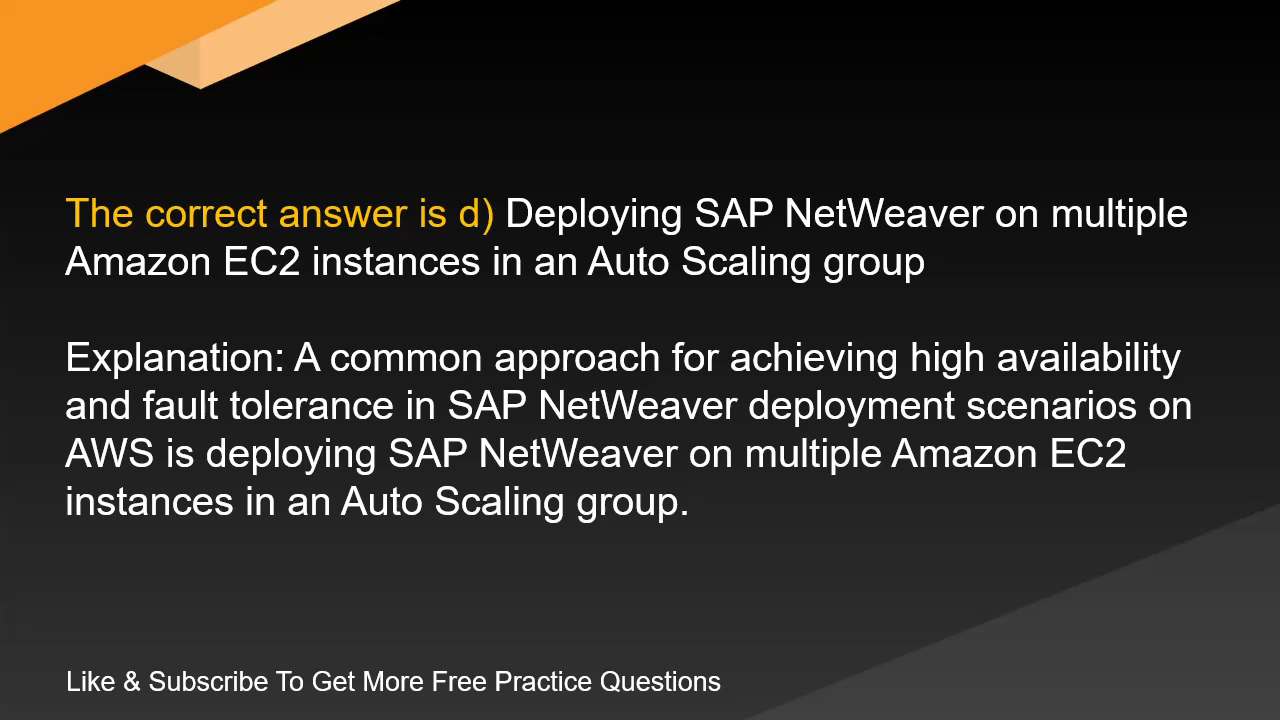 The correct answer is d) Deploying SAP NetWeaver on multiple
Amazon EC2 instances in an Auto Scaling group
Explanation: A common approach for achieving high availability
and fault tolerance in SAP NetWeaver deployment scenarios on
AWS is deploying SAP NetWeaver on multiple Amazon EC2
instances in an Auto Scaling group.
Like & Subscribe To Get More Free Practice Questions